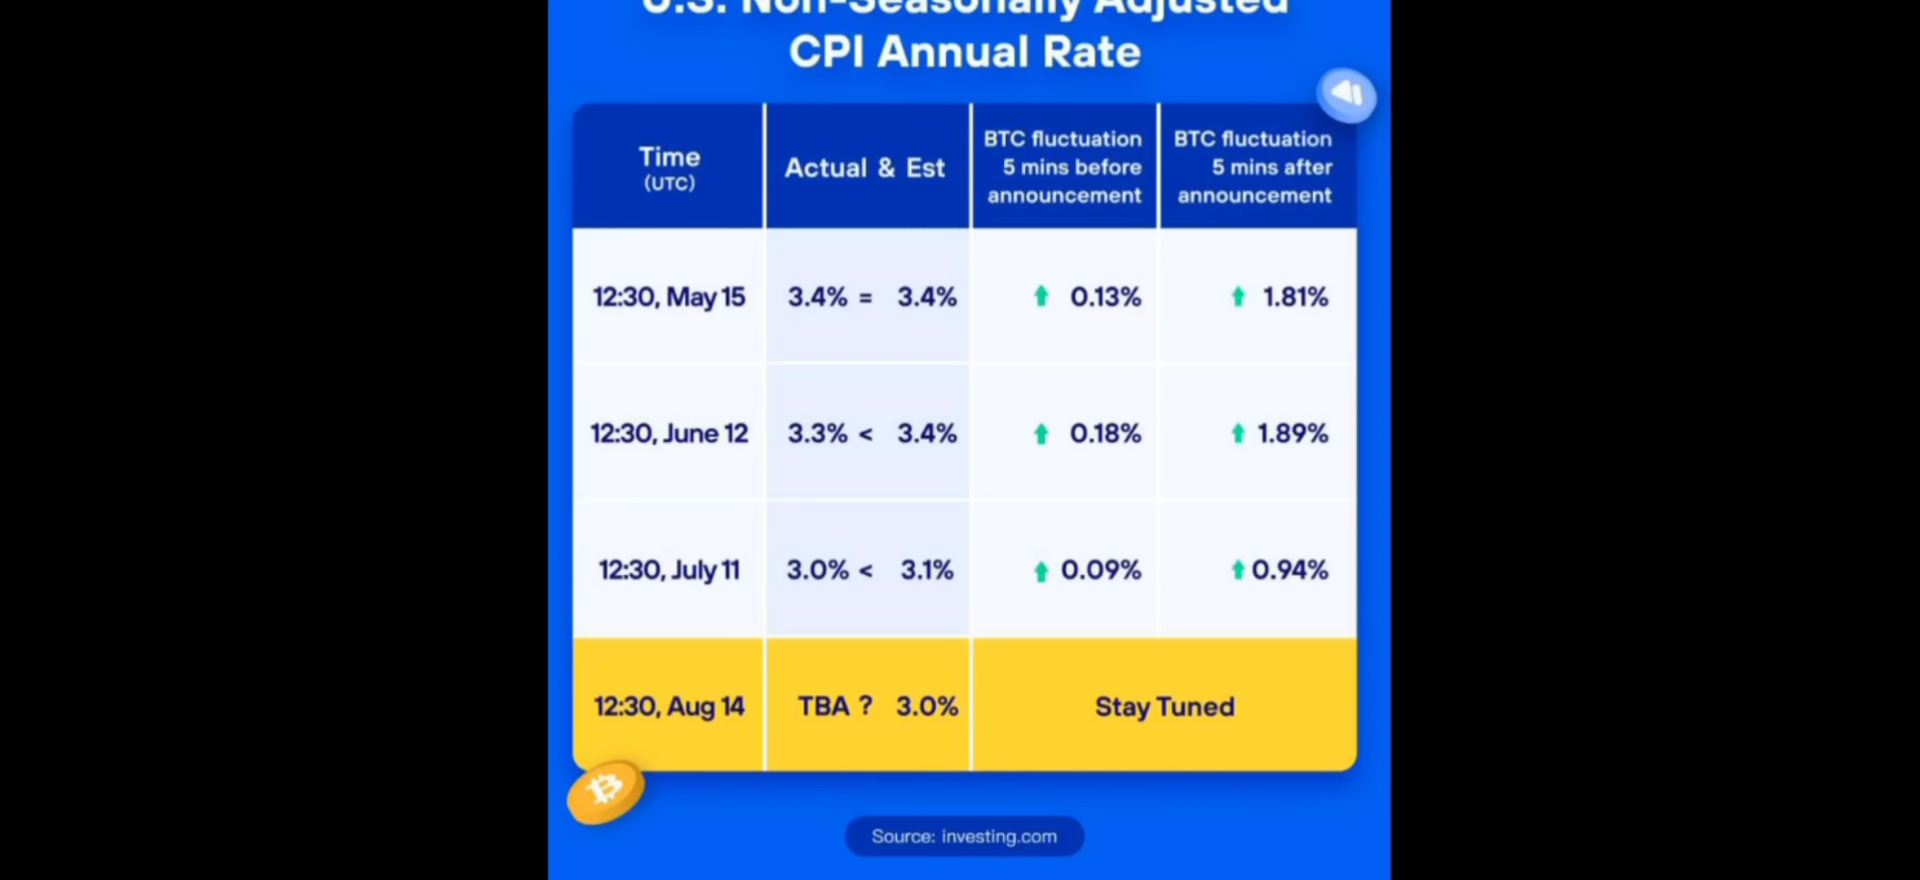 U.S. Non-Seasonally Adjusted
CPI Annual Rate
Time
(UTC)
Actual & Est
BTC fluctuation
5 mins before
announcement
BTC fluctuation
5 mins after
announcement
12:30, May 15 3.4% = 3.4% 0.13% 1.81%
12:30, June 12 3.3% < 3.4% 0.18% 1.89%
12:30, July 11 3.0% < 3.1% 0.09% 0.94%
12:30, Aug 14 TBA ? 3.0% Stay Tuned
Source: investing.com